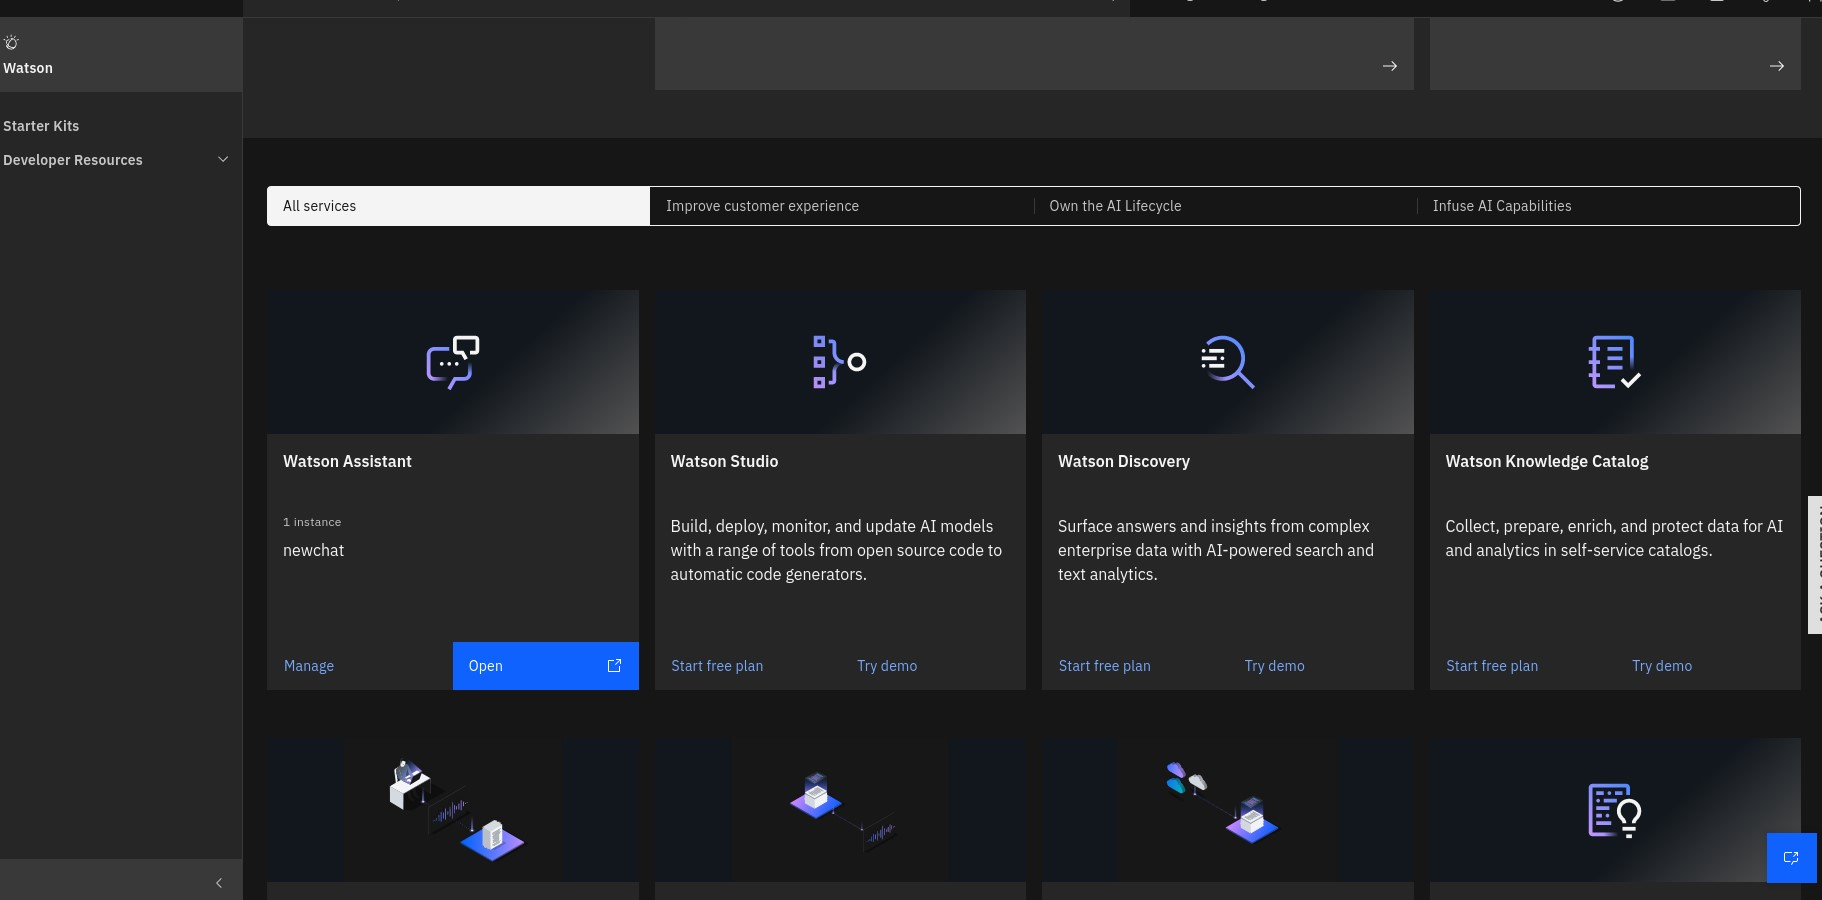 Watson
Starter Kits
Developer Resources
All services
Improve customer experience
Own the AI Lifecycle
Infuse AI Capabilities
Watson Assistant
1 instance
newchat
Manage
Open
Watson Studio
Build, deploy, monitor, and update AI models
with a range of tools from open source code to
automatic code generators.
Start free plan
Try demo
Watson Discovery
Surface answers and insights from complex
enterprise data with AI-powered search and
text analytics.
Start free plan
Try demo
Watson Knowledge Catalog
Collect, prepare, enrich, and protect data for AI
and analytics in self-service catalogs.
Start free plan
Try demo